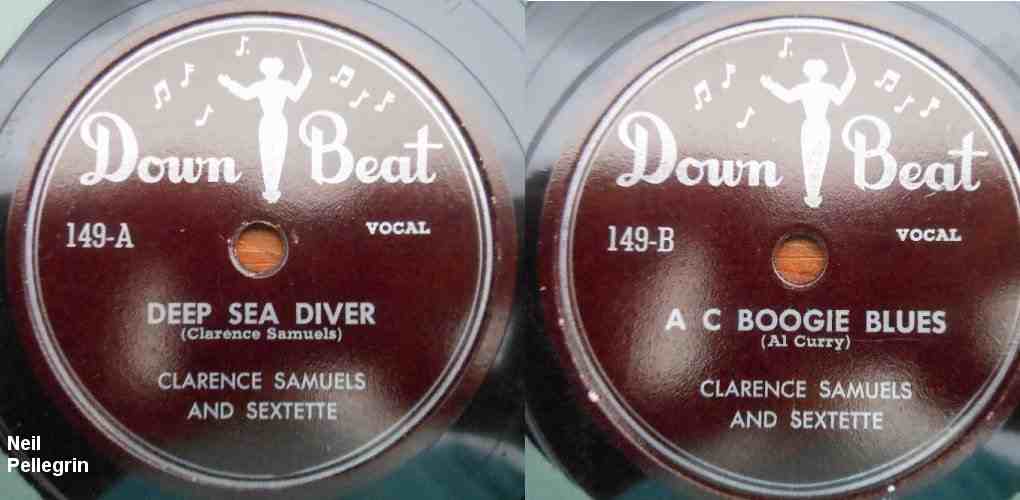 Down Beat
149-A
VOCAL
DEEP SEA DIVER
(Clarence Samuels)
CLARENCE SAMUELS
AND SEXTETTE
Neil
Pellegrin
Down Beat
149-B
VOCAL
A C BOOGIE BLUES
(Al Curry)
CLARENCE SAMUELS
AND SEXTETTE